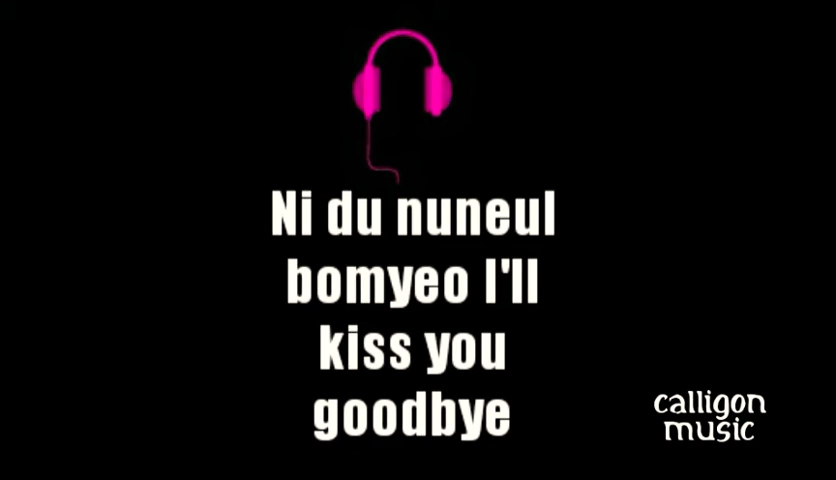 Ni du nuneul
bomyeo I'll
kiss you
goodbye
calligon
music